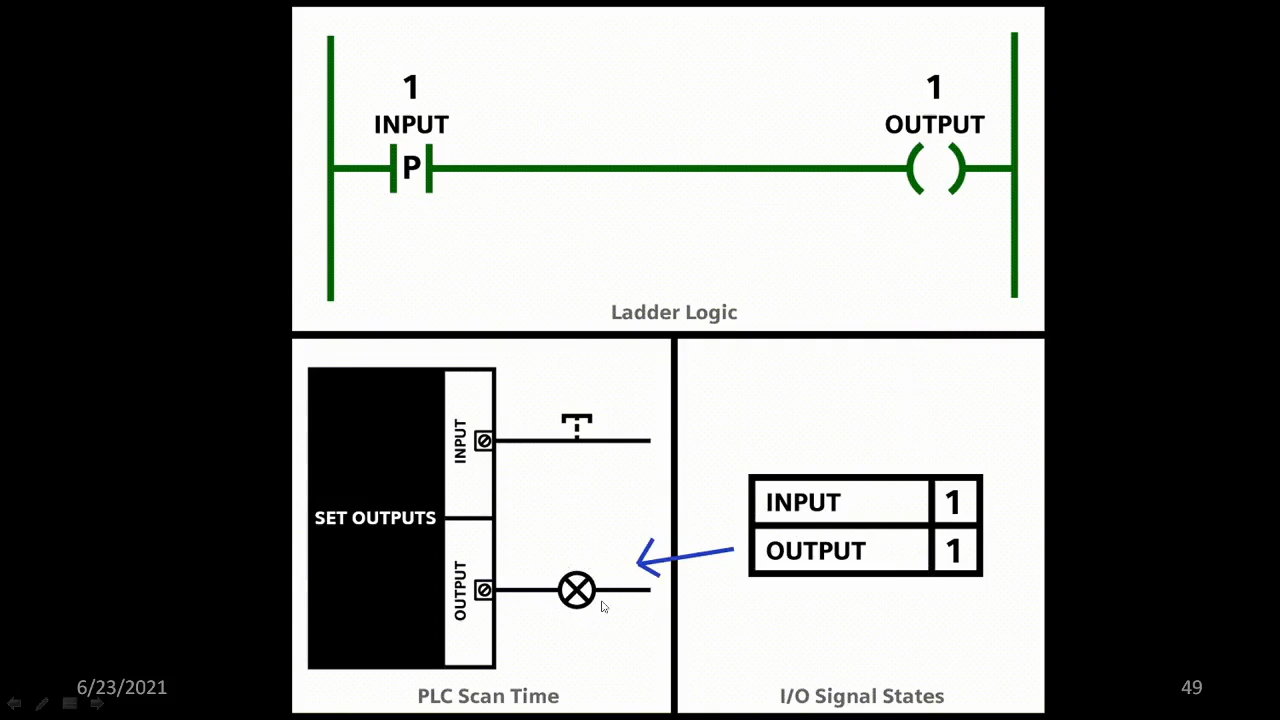 1
1
INPUT
OUTPUT
P
Ladder Logic
INPUT
SET OUTPUTS
OUTPUT
INPUT 1
OUTPUT 1
6/23/2021
PLC Scan Time
I/O Signal States
49